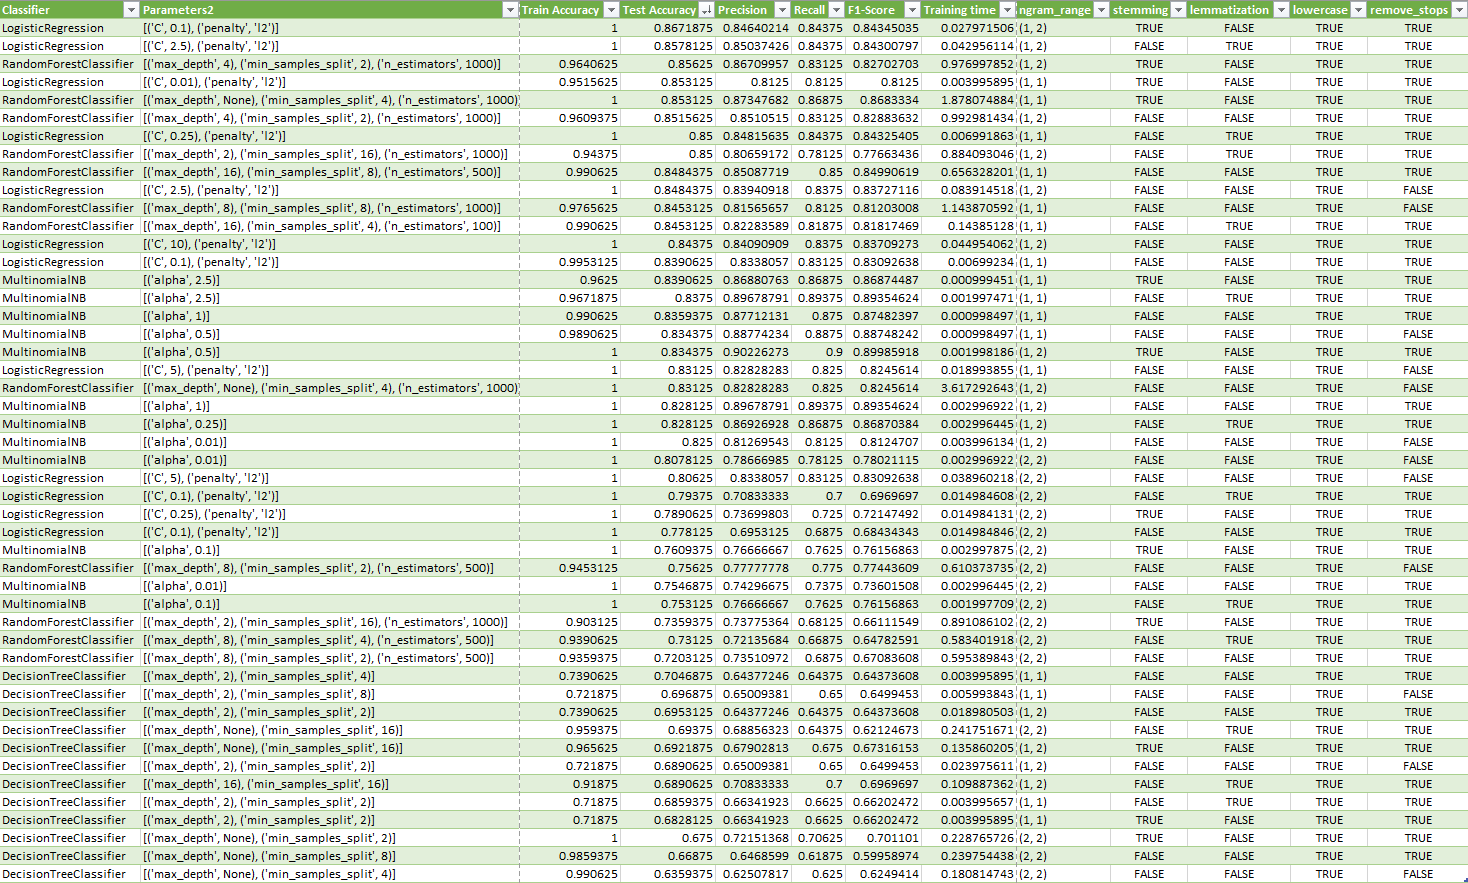 Classifier Parameters2 Train Accuracy Test Accuracy Precision Recall F1-Score Training time ngram_range stemming lemmatization lowercase remove_stops
LogisticRegression [('C', 0.1), ('penalty', 'l2')] 1 0.8671875 0.84640214 0.84375 0.84345035 0.027971506 (1, 2) TRUE FALSE TRUE TRUE
LogisticRegression [('C', 2.5), ('penalty', 'l2')] 1 0.8578125 0.85037426 0.84375 0.84300797 0.042956114 (1, 2) FALSE TRUE TRUE TRUE
RandomForestClassifier [('max_depth', 4), ('min_samples_split', 2), ('n_estimators', 1000)] 0.9640625 0.85625 0.86709957 0.83125 0.82702703 0.976997852 (1, 2) TRUE FALSE TRUE TRUE
LogisticRegression [('C', 0.01), ('penalty', 'l2')] 0.9515625 0.853125 0.8125 0.8125 0.8125 0.003995895 (1, 1) TRUE FALSE TRUE TRUE
RandomForestClassifier [('max_depth', None), ('min_samples_split', 4), ('n_estimators', 1000) 1 0.853125 0.87347682 0.86875 0.8683334 1.878074884 (1, 1) TRUE FALSE TRUE TRUE
RandomForestClassifier [('max_depth', 4), ('min_samples_split', 2), ('n_estimators', 1000)] 0.9609375 0.8515625 0.8510515 0.83125 0.82883632 0.992981434 (1, 2) FALSE FALSE TRUE TRUE
LogisticRegression [('C', 0.25), ('penalty', 'l2')] 1 0.85 0.84815635 0.84375 0.84325405 0.006991863 (1, 1) FALSE TRUE TRUE TRUE
RandomForestClassifier [('max_depth', 2), ('min_samples_split', 16), ('n_estimators', 1000)] 0.94375 0.85 0.80659172 0.78125 0.77663436 0.884093046 (1, 2) FALSE TRUE TRUE TRUE
RandomForestClassifier [('max_depth', 16), ('min_samples_split', 8), ('n_estimators', 500)] 0.990625 0.8484375 0.85087719 0.85 0.84990619 0.656328201 (1, 1) FALSE FALSE TRUE TRUE
LogisticRegression [('C', 2.5), ('penalty', 'l2')] 1 0.8484375 0.83940918 0.8375 0.83727116 0.083914518 (1, 2) FALSE FALSE TRUE FALSE
RandomForestClassifier [('max_depth', 8), ('min_samples_split', 8), ('n_estimators', 1000)] 0.9765625 0.8453125 0.81565657 0.8125 0.81203008 1.143870592 (1, 1) FALSE FALSE TRUE FALSE
RandomForestClassifier [('max_depth', 16), ('min_samples_split', 4), ('n_estimators', 100)] 0.990625 0.8453125 0.82283589 0.81875 0.81817469 0.14385128 (1, 1) FALSE TRUE TRUE TRUE
LogisticRegression [('C', 10), ('penalty', 'l2')] 1 0.84375 0.84090909 0.8375 0.83709273 0.044954062 (1, 2) FALSE FALSE TRUE TRUE
LogisticRegression [('C', 0.1), ('penalty', 'l2')] 0.9953125 0.8390625 0.8338057 0.83125 0.83092638 0.00699234 (1, 1) FALSE FALSE TRUE TRUE
MultinomialNB [('alpha', 2.5)] 0.9625 0.8390625 0.86880763 0.86875 0.86874487 0.000999451 (1, 1) TRUE FALSE TRUE TRUE
MultinomialNB [('alpha', 2.5)] 0.9671875 0.8375 0.89678791 0.89375 0.89354624 0.001997471 (1, 1) FALSE TRUE TRUE TRUE
MultinomialNB [('alpha', 1)] 0.990625 0.8359375 0.87712131 0.875 0.87482397 0.000998497 (1, 1) FALSE FALSE TRUE TRUE
MultinomialNB [('alpha', 0.5)] 0.9890625 0.834375 0.88774234 0.8875 0.88748242 0.000998497 (1, 1) FALSE FALSE TRUE FALSE
MultinomialNB [('alpha', 0.5)] 1 0.834375 0.90226273 0.9 0.89985918 0.001998186 (1, 2) TRUE FALSE TRUE TRUE
LogisticRegression [('C', 5), ('penalty', 'l2')] 1 0.83125 0.82828283 0.825 0.8245614 0.018993855 (1, 1) FALSE FALSE TRUE FALSE
RandomForestClassifier [('max_depth', None), ('min_samples_split', 4), ('n_estimators', 1000) 1 0.83125 0.82828283 0.825 0.8245614 3.617292643 (1, 2) FALSE FALSE TRUE FALSE
MultinomialNB [('alpha', 1)] 1 0.828125 0.89678791 0.89375 0.89354624 0.002996922 (1, 2) FALSE FALSE TRUE TRUE
MultinomialNB [('alpha', 0.25)] 1 0.828125 0.86926928 0.86875 0.86870384 0.002996445 (1, 2) FALSE TRUE TRUE TRUE
MultinomialNB [('alpha', 0.01)] 1 0.825 0.81269543 0.8125 0.8124707 0.003996134 (1, 2) FALSE FALSE TRUE FALSE
MultinomialNB [('alpha', 0.01)] 1 0.8078125 0.78666985 0.78125 0.78021115 0.002996922 (2, 2) FALSE FALSE TRUE FALSE
LogisticRegression [('C', 5), ('penalty', 'l2')] 1 0.80625 0.8338057 0.83125 0.83092638 0.038960218 (2, 2) FALSE FALSE TRUE FALSE
LogisticRegression [('C', 0.1), ('penalty', 'l2')] 1 0.79375 0.70833333 0.7 0.6969697 0.014984608 (2, 2) FALSE TRUE TRUE TRUE
LogisticRegression [('C', 0.25), ('penalty', 'l2')] 1 0.7890625 0.73699803 0.725 0.72147492 0.014984131 (2, 2) TRUE FALSE TRUE TRUE
LogisticRegression [('C', 0.1), ('penalty', 'l2')] 1 0.778125 0.6953125 0.6875 0.68434343 0.014984846 (2, 2) FALSE FALSE TRUE TRUE
MultinomialNB [('alpha', 0.1)] 1 0.7609375 0.76666667 0.7625 0.76156863 0.002997875 (2, 2) TRUE FALSE TRUE TRUE
RandomForestClassifier [('max_depth', 8), ('min_samples_split', 2), ('n_estimators', 500)] 0.9453125 0.75625 0.77777778 0.775 0.77443609 0.610373735 (2, 2) FALSE FALSE TRUE FALSE
MultinomialNB [('alpha', 0.01)] 1 0.7546875 0.74296675 0.7375 0.73601508 0.002996445 (2, 2) FALSE FALSE TRUE TRUE
MultinomialNB [('alpha', 0.1)] 1 0.753125 0.76666667 0.7625 0.76156863 0.001997709 (2, 2) FALSE TRUE TRUE TRUE
RandomForestClassifier [('max_depth', 2), ('min_samples_split', 16), ('n_estimators', 1000)] 0.903125 0.7359375 0.73775364 0.68125 0.66111549 0.891086102 (2, 2) TRUE FALSE TRUE TRUE
RandomForestClassifier [('max_depth', 8), ('min_samples_split', 4), ('n_estimators', 500)] 0.9390625 0.73125 0.72135684 0.66875 0.64782591 0.583401918 (2, 2) FALSE TRUE TRUE TRUE
RandomForestClassifier [('max_depth', 8), ('min_samples_split', 2), ('n_estimators', 500)] 0.9359375 0.7203125 0.73510972 0.6875 0.67083608 0.595389843 (2, 2) FALSE FALSE TRUE TRUE
DecisionTreeClassifier [('max_depth', 2), ('min_samples_split', 4)] 0.7390625 0.7046875 0.64377246 0.64375 0.64373608 0.003995895 (1, 1) FALSE FALSE TRUE TRUE
DecisionTreeClassifier [('max_depth', 2), ('min_samples_split', 8)] 0.721875 0.696875 0.65009381 0.65 0.6499453 0.005993843 (1, 1) FALSE FALSE TRUE FALSE
DecisionTreeClassifier [('max_depth', 2), ('min_samples_split', 2)] 0.7390625 0.6953125 0.64377246 0.64375 0.64373608 0.018980503 (1, 2) FALSE FALSE TRUE TRUE
DecisionTreeClassifier [('max_depth', None), ('min_samples_split', 16)] 0.959375 0.69375 0.68856323 0.64375 0.62124673 0.241751671 (2, 2) FALSE TRUE TRUE TRUE
DecisionTreeClassifier [('max_depth', None), ('min_samples_split', 16)] 0.965625 0.6921875 0.67902813 0.675 0.67316153 0.135860205 (1, 2) TRUE FALSE TRUE TRUE
DecisionTreeClassifier [('max_depth', 2), ('min_samples_split', 2)] 0.721875 0.6890625 0.65009381 0.65 0.6499453 0.023975611 (1, 2) FALSE FALSE TRUE FALSE
DecisionTreeClassifier [('max_depth', 16), ('min_samples_split', 16)] 0.91875 0.6890625 0.70833333 0.7 0.6969697 0.109887362 (1, 2) FALSE TRUE TRUE TRUE
DecisionTreeClassifier [('max_depth', 2), ('min_samples_split', 2)] 0.71875 0.6859375 0.66341923 0.6625 0.66202472 0.003995657 (1, 1) FALSE TRUE TRUE TRUE
DecisionTreeClassifier [('max_depth', 2), ('min_samples_split', 2)] 0.71875 0.6828125 0.66341923 0.6625 0.66202472 0.003995895 (1, 1) TRUE FALSE TRUE TRUE
DecisionTreeClassifier [('max_depth', None), ('min_samples_split', 2)] 1 0.675 0.72151368 0.70625 0.701101 0.228765726 (2, 2) TRUE FALSE TRUE TRUE
DecisionTreeClassifier [('max_depth', None), ('min_samples_split', 8)] 0.9859375 0.66875 0.6468599 0.61875 0.59958974 0.239754438 (2, 2) FALSE FALSE TRUE TRUE
DecisionTreeClassifier [('max_depth', None), ('min_samples_split', 4)] 0.990625 0.6359375 0.62507817 0.625 0.6249414 0.180814743 (2, 2) FALSE FALSE TRUE FALSE